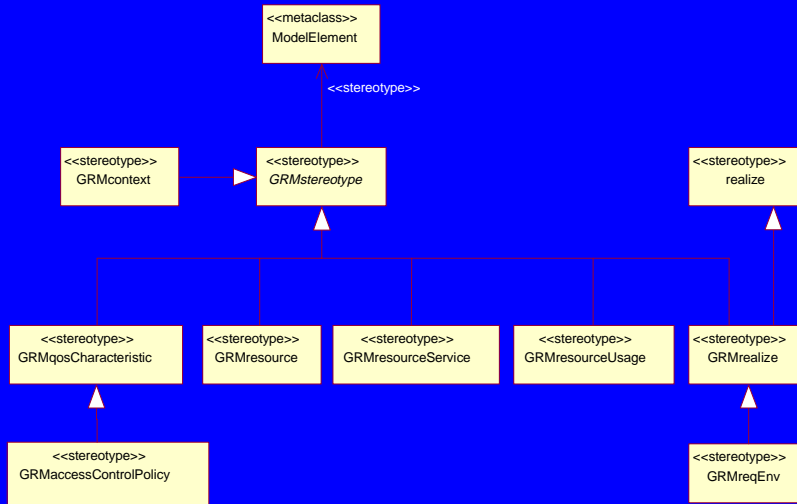 <<metaclass>>
ModelElement
<<stereotype>>
<<stereotype>>
GRMcontext
<<stereotype>>
GRMstereotype
<<stereotype>>
realize
<<stereotype>>
GRMqosCharacteristic
<<stereotype>>
GRMresource
<<stereotype>>
GRMresourceService
<<stereotype>>
GRMresourceUsage
<<stereotype>>
GRMrealize
<<stereotype>>
GRMaccessControlPolicy
<<stereotype>>
GRMreqEnv